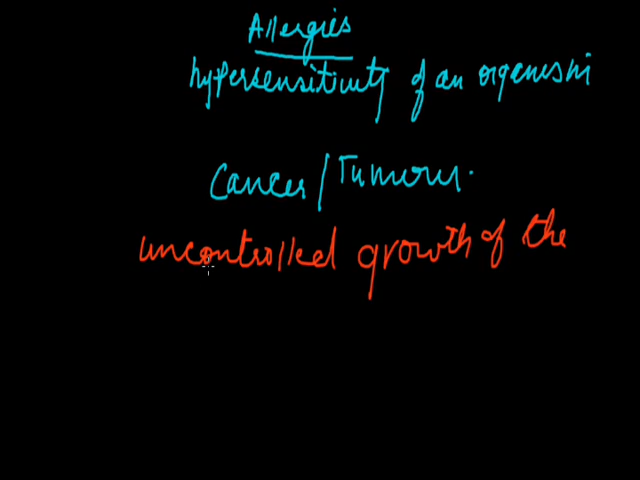 Allergies
hypersensitivity of an organism
Cancer/Tumour.
uncontrolled growth of the